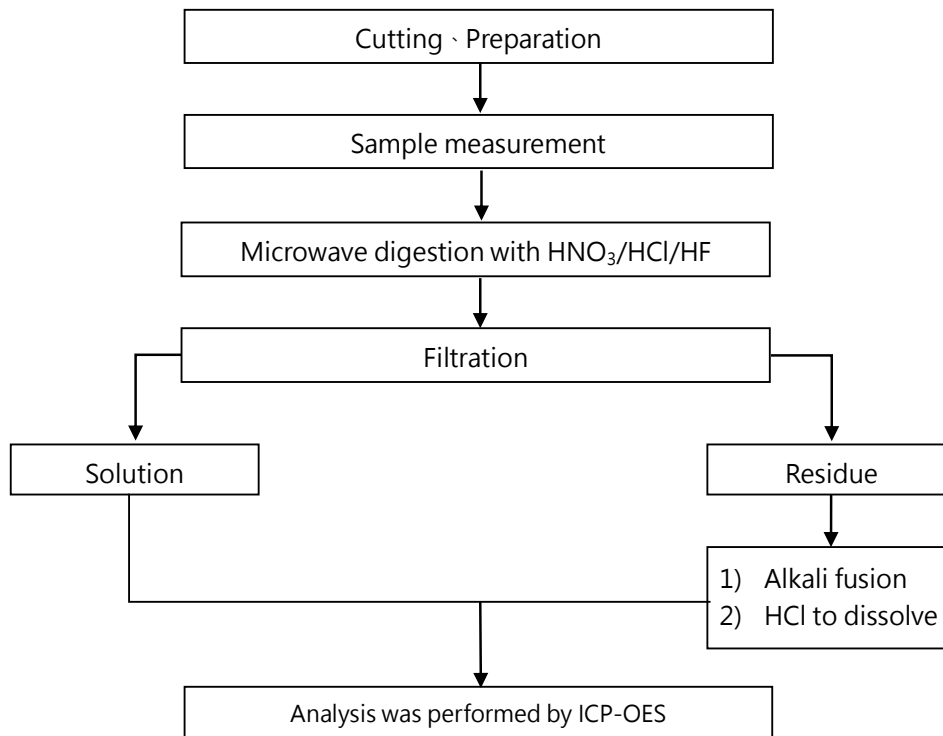 Cutting、Preparation
Sample measurement
Microwave digestion with HNO₃/HCl/HF
Filtration
Solution
Residue
1) Alkali fusion
2) HCl to dissolve
Analysis was performed by ICP-OES